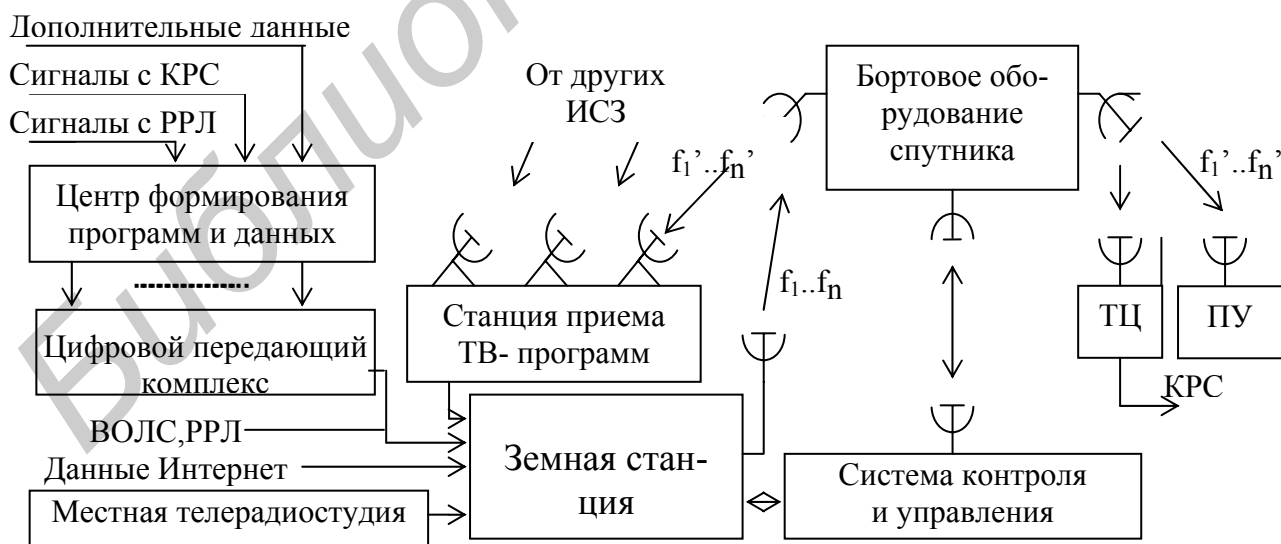 Дополнительные данные
Сигналы с КРС
Сигналы с РРЛ
Центр формирования
программ и данных
Цифровой передающий
комплекс
ВОЛС,РРЛ
Данные Интернет
Местная телерадиостудия
От других
ИСЗ
f1’..fn’
Станция приема
ТВ- программ
f1..fn
Земная стан-
ция
Бортовое обо-
рудование
спутника
f1’..fn’
ТЦ
ПУ
КРС
Система контроля
и управления